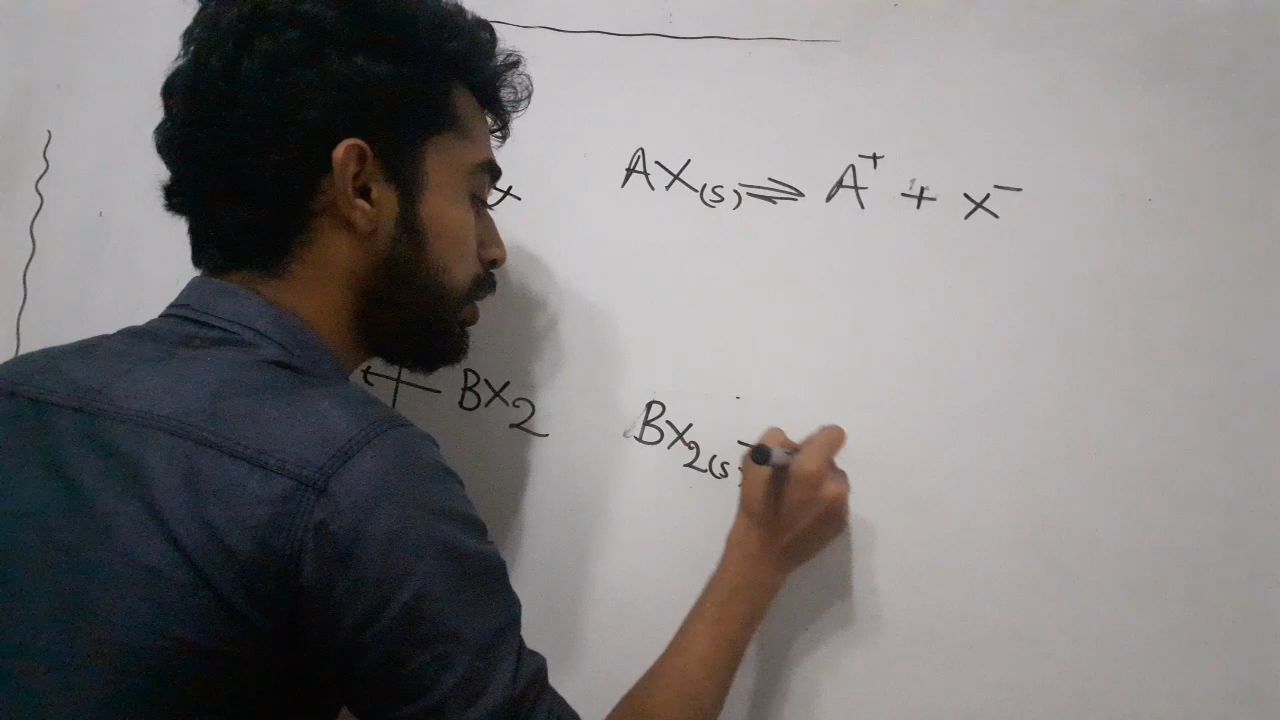 AX(s) ⇌ A⁺ + X⁻
BX₂
BX₂(s)